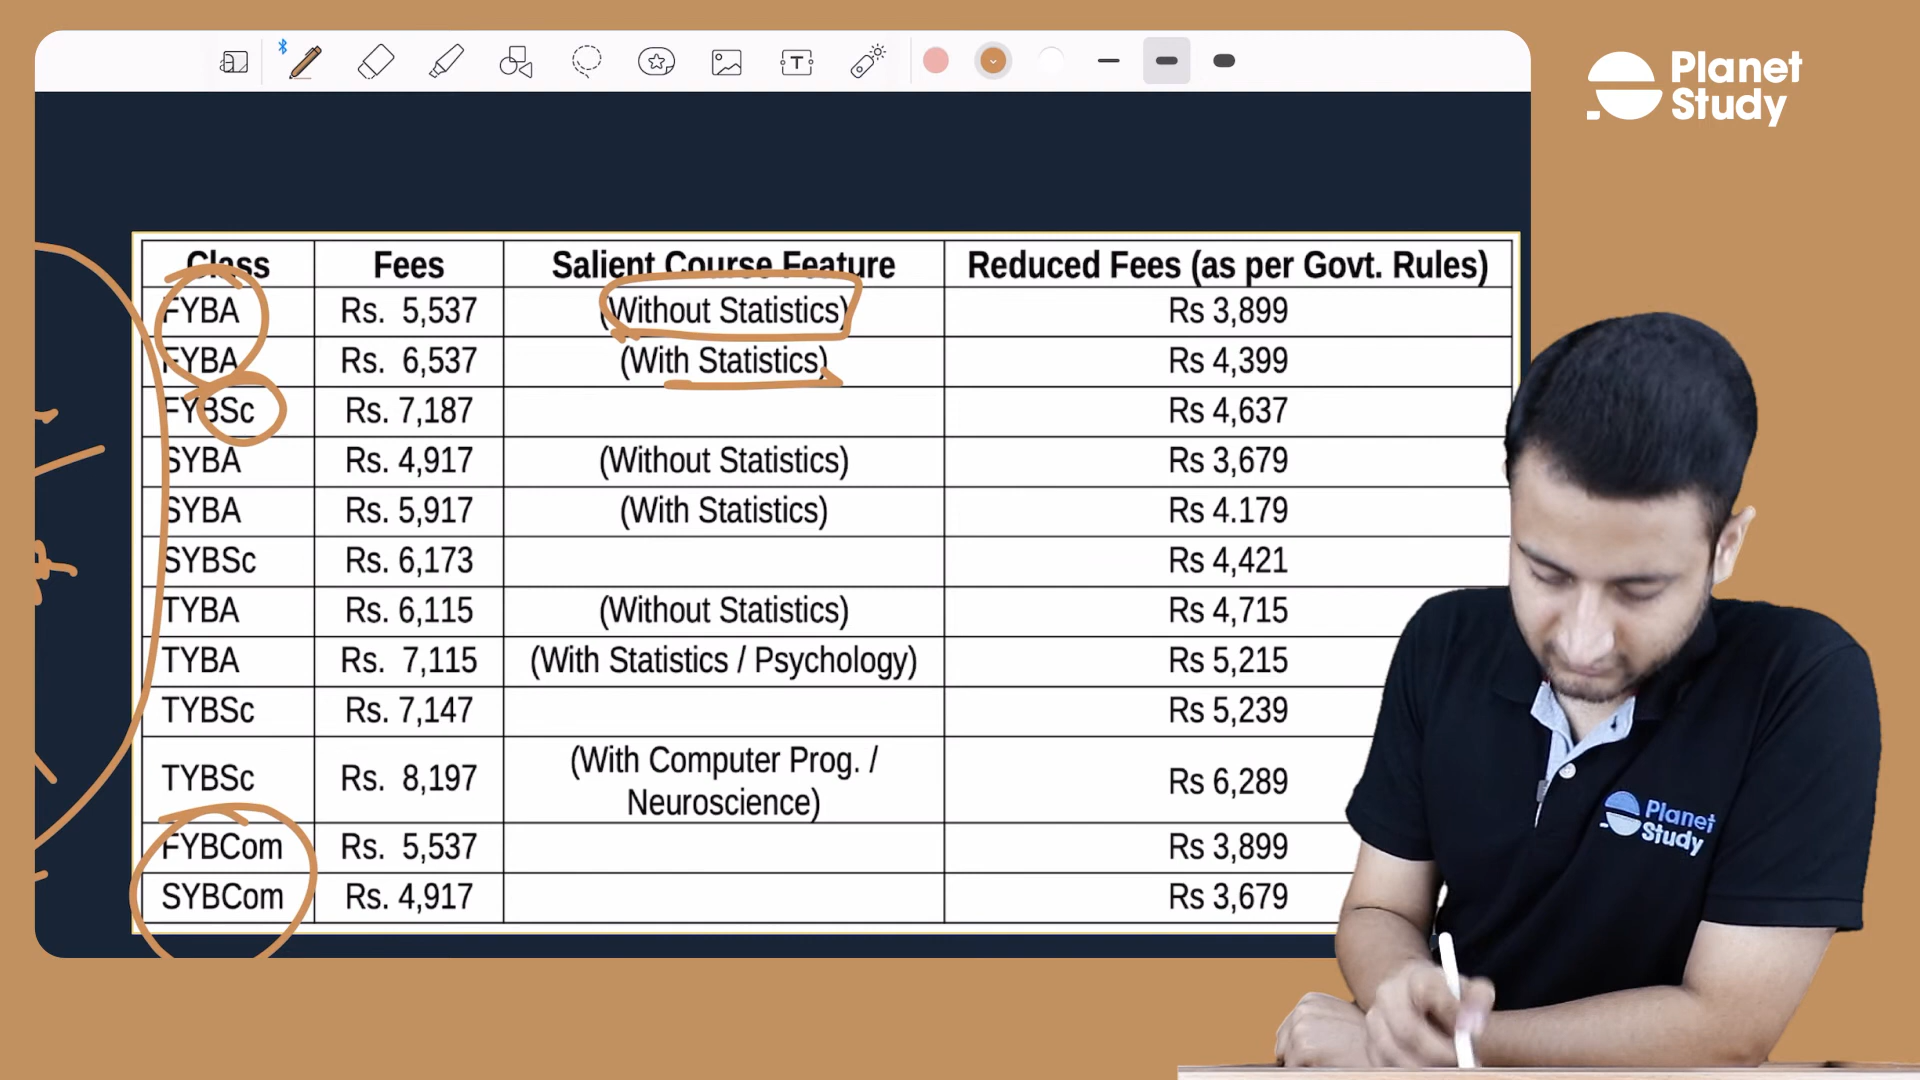 Planet
Study
Class Fees Salient Course Feature Reduced Fees (as per Govt. Rules)
FYBA Rs. 5,537 (Without Statistics) Rs 3,899
FYBA Rs. 6,537 (With Statistics) Rs 4,399
FYBSc Rs. 7,187 Rs 4,637
SYBA Rs. 4,917 (Without Statistics) Rs 3,679
SYBA Rs. 5,917 (With Statistics) Rs 4.179
SYBSc Rs. 6,173 Rs 4,421
TYBA Rs. 6,115 (Without Statistics) Rs 4,715
TYBA Rs. 7,115 (With Statistics / Psychology) Rs 5,215
TYBSc Rs. 7,147 Rs 5,239
TYBSc Rs. 8,197 (With Computer Prog. / Rs 6,289
Neuroscience)
FYBCom Rs. 5,537 Rs 3,899
SYBCom Rs. 4,917 Rs 3,679
Planet
Study